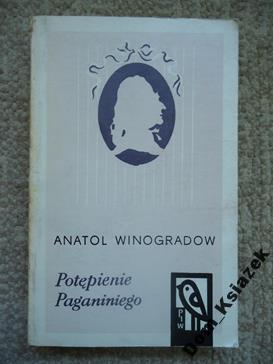 ANATOL WINOGRADOW
Potępienie
Paganiniego
PIW
Dom_Ksiazek